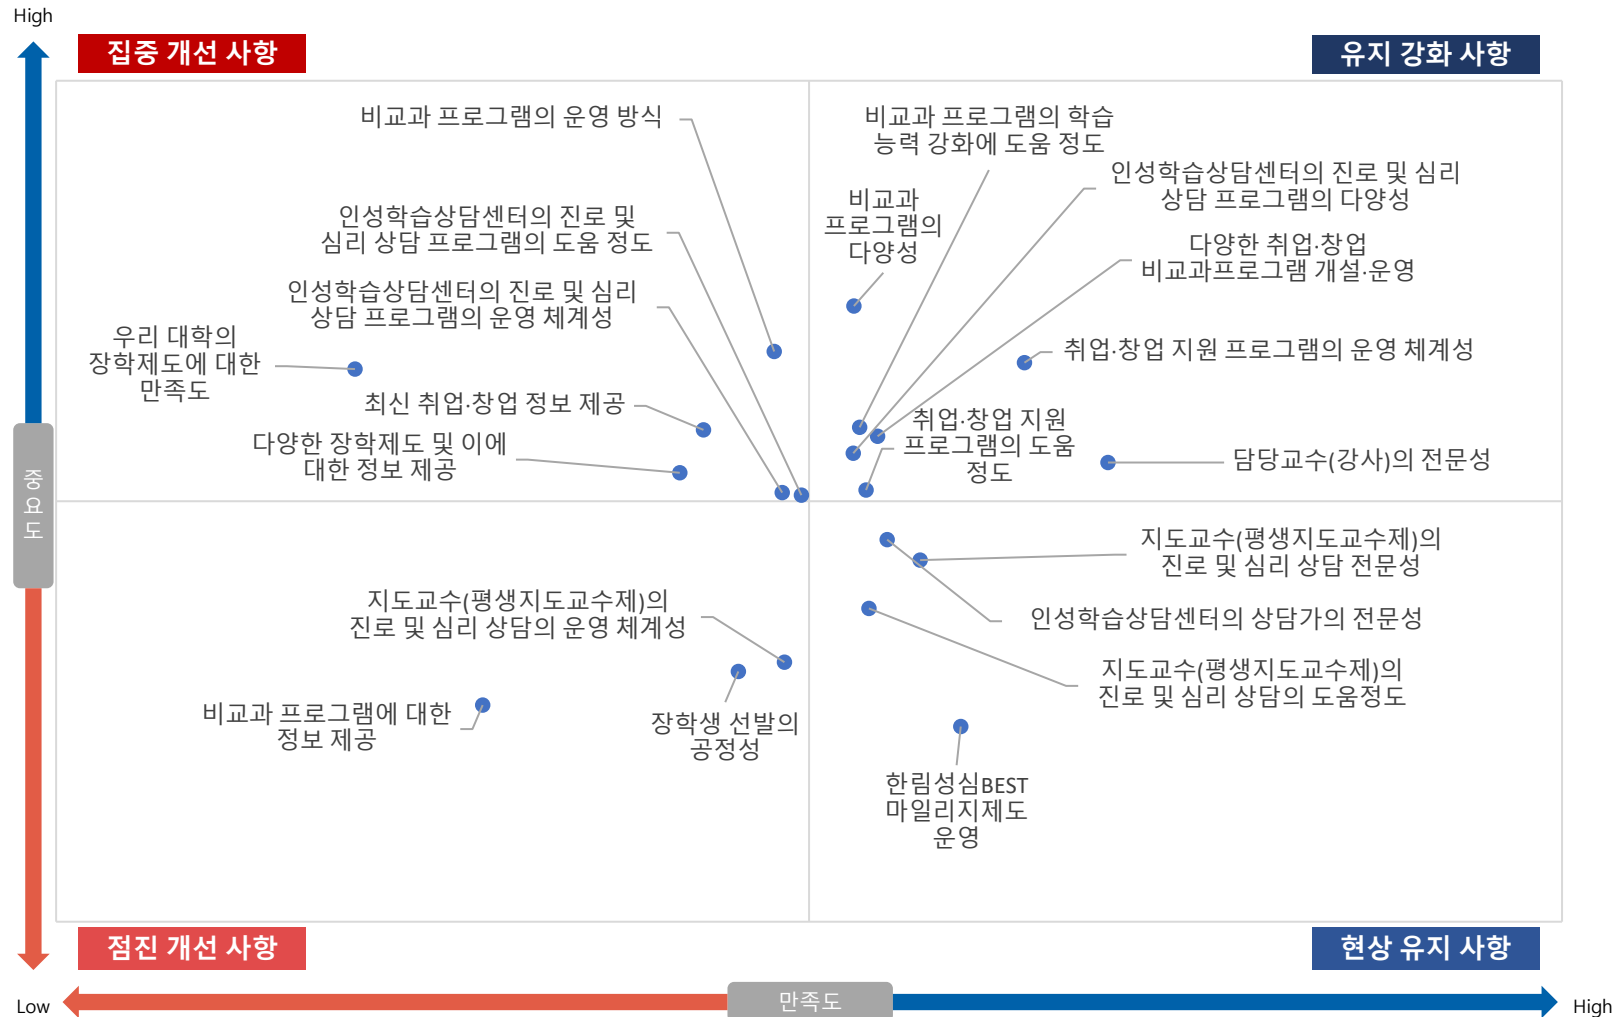 High
집중 개선 사항
유지 강화 사항
비교과 프로그램의 운영 방식
비교과 프로그램의 학습
능력 강화에 도움 정도
인성학습상담센터의 진로 및 심리
상담 프로그램의 다양성
비교과
프로그램의
다양성
인성학습상담센터의 진로 및
심리 상담 프로그램의 도움 정도
다양한 취업·창업
비교과프로그램 개설·운영
인성학습상담센터의 진로 및 심리
상담 프로그램의 운영 체계성
우리 대학의
장학제도에 대한
만족도
취업·창업 지원 프로그램의 운영 체계성
최신 취업·창업 정보 제공
취업·창업 지원
프로그램의 도움
정도
다양한 장학제도 및 이에
대한 정보 제공
담당교수(강사)의 전문성
중
요
도
지도교수(평생지도교수제)의
진로 및 심리 상담 전문성
지도교수(평생지도교수제)의
진로 및 심리 상담의 운영 체계성
인성학습상담센터의 상담가의 전문성
지도교수(평생지도교수제)의
진로 및 심리 상담의 도움정도
비교과 프로그램에 대한
정보 제공
장학생 선발의
공정성
한림성심BEST
마일리지제도
운영
점진 개선 사항
현상 유지 사항
Low
만족도
High